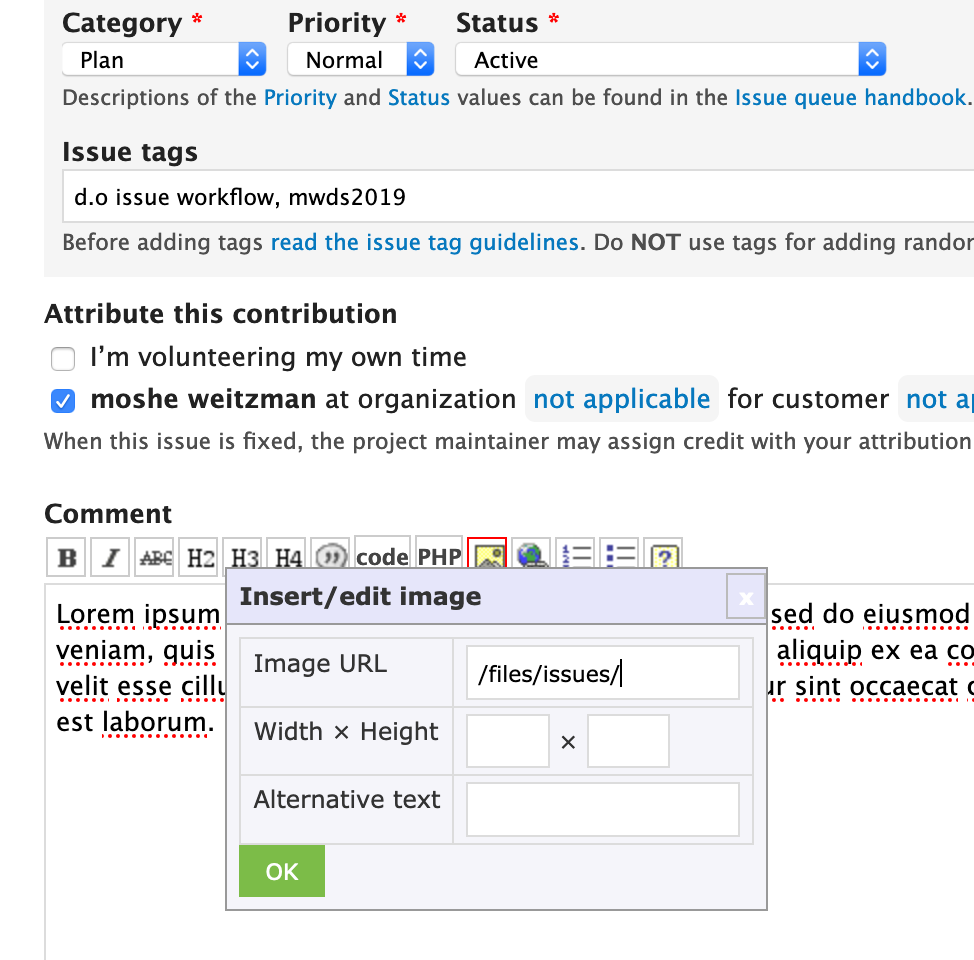 Category * Priority * Status *
Plan Normal Active
Descriptions of the Priority and Status values can be found in the Issue queue handbook.
Issue tags
d.o issue workflow, mwds2019
Before adding tags read the issue tag guidelines. Do NOT use tags for adding random
Attribute this contribution
I’m volunteering my own time
moshe weitzman at organization not applicable for customer not ap
When this issue is fixed, the project maintainer may assign credit with your attribution
Comment
B I ABC H2 H3 H4 code PHP ?
Insert/edit image x
Lorem ipsum sed do eiusmod
veniam, quis aliquip ex ea co
velit esse cillu ur sint occaecat c
est laborum.
Image URL /files/issues/
Width × Height ×
Alternative text
OK